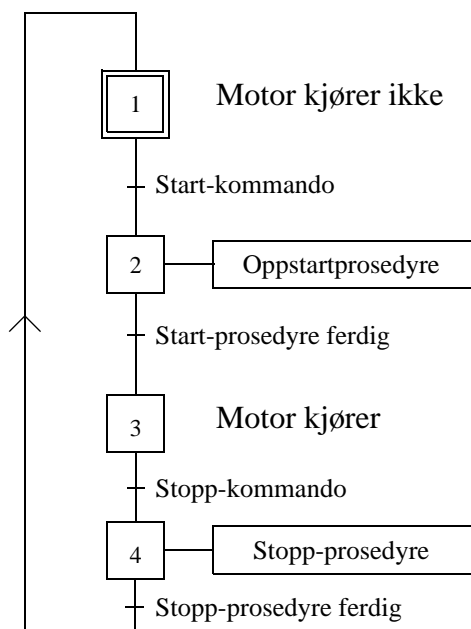 1 Motor kjører ikke
Start-kommando
2 Oppstartprosedyre
Start-prosedyre ferdig
3 Motor kjører
Stopp-kommando
4 Stopp-prosedyre
Stopp-prosedyre ferdig